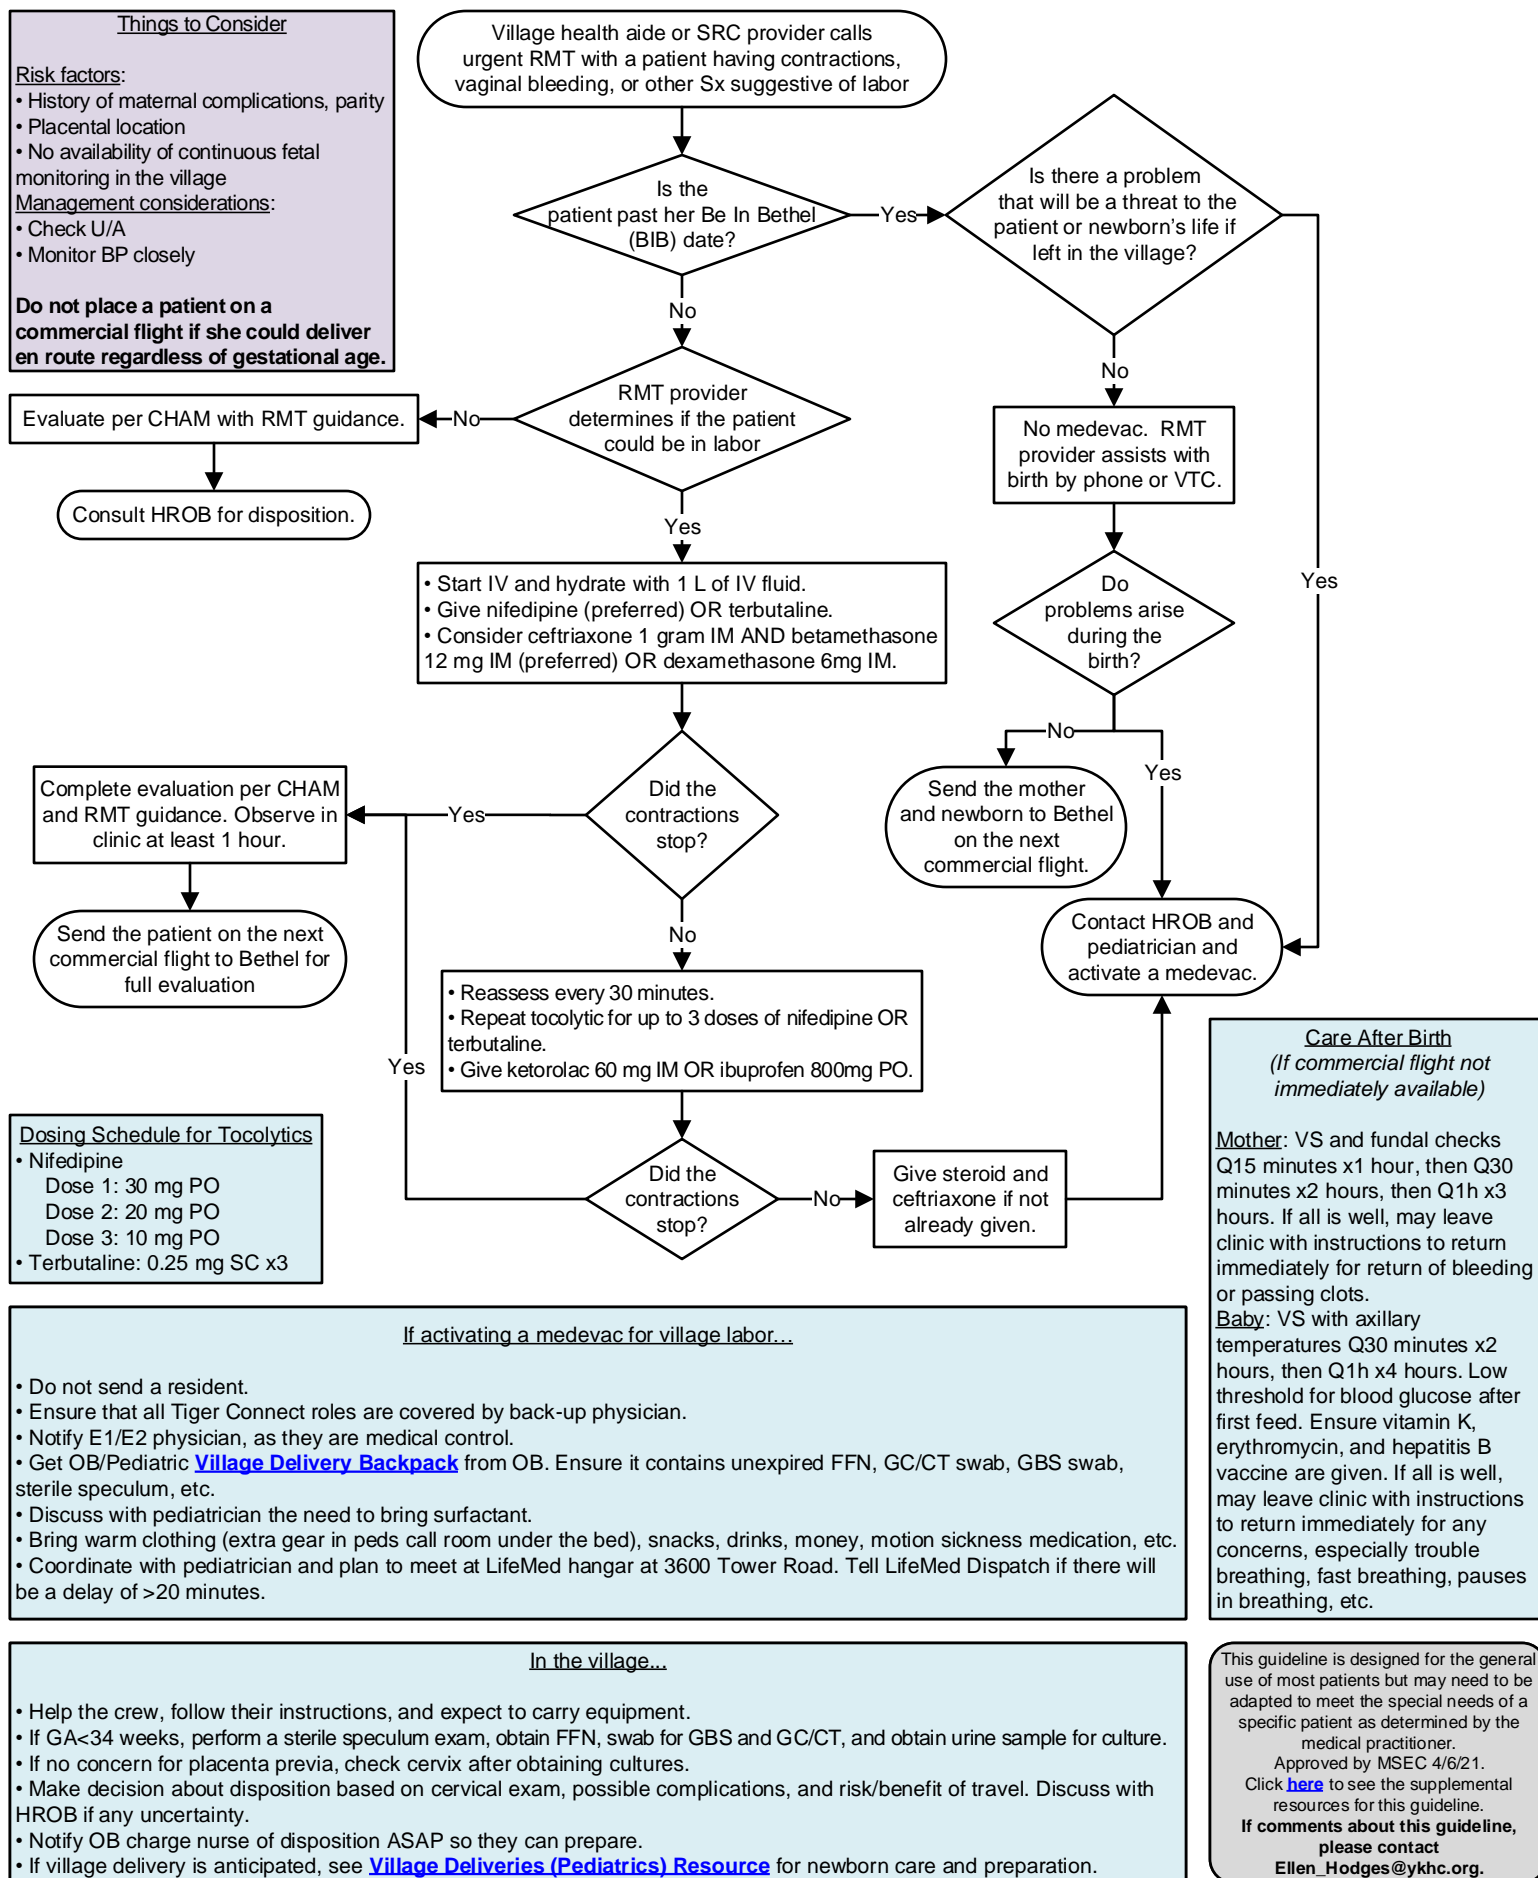 Things to Consider
Risk factors:
• History of maternal complications, parity
• Placental location
• No availability of continuous fetal
monitoring in the village
Management considerations:
• Check U/A
• Monitor BP closely
Do not place a patient on a
commercial flight if she could deliver
en route regardless of gestational age.
Village health aide or SRC provider calls
urgent RMT with a patient having contractions,
vaginal bleeding, or other Sx suggestive of labor
Is the
patient past her Be In Bethel
(BIB) date?
Yes
Is there a problem
that will be a threat to the
patient or newborn's life if
left in the village?
No
No
Yes
RMT provider
determines if the patient
could be in labor
No
Evaluate per CHAM with RMT guidance.
Consult HROB for disposition.
Yes
No medevac. RMT
provider assists with
birth by phone or VTC.
• Start IV and hydrate with 1 L of IV fluid.
• Give nifedipine (preferred) OR terbutaline.
• Consider ceftriaxone 1 gram IM AND betamethasone
12 mg IM (preferred) OR dexamethasone 6mg IM.
Do
problems arise
during the
birth?
No
Yes
Send the mother
and newborn to Bethel
on the next
commercial flight.
Contact HROB and
pediatrician and
activate a medevac.
Did the
contractions
stop?
Yes
Complete evaluation per CHAM
and RMT guidance. Observe in
clinic at least 1 hour.
Send the patient on the next
commercial flight to Bethel for
full evaluation
No
• Reassess every 30 minutes.
• Repeat tocolytic for up to 3 doses of nifedipine OR
terbutaline.
• Give ketorolac 60 mg IM OR ibuprofen 800mg PO.
Yes
Did the
contractions
stop?
No
Give steroid and
ceftriaxone if not
already given.
Dosing Schedule for Tocolytics
• Nifedipine
Dose 1: 30 mg PO
Dose 2: 20 mg PO
Dose 3: 10 mg PO
• Terbutaline: 0.25 mg SC x3
Care After Birth
(If commercial flight not
immediately available)
Mother: VS and fundal checks
Q15 minutes x1 hour, then Q30
minutes x2 hours, then Q1h x3
hours. If all is well, may leave
clinic with instructions to return
immediately for return of bleeding
or passing clots.
Baby: VS with axillary
temperatures Q30 minutes x2
hours, then Q1h x4 hours. Low
threshold for blood glucose after
first feed. Ensure vitamin K,
erythromycin, and hepatitis B
vaccine are given. If all is well,
may leave clinic with instructions
to return immediately for any
concerns, especially trouble
breathing, fast breathing, pauses
in breathing, etc.
If activating a medevac for village labor…
• Do not send a resident.
• Ensure that all Tiger Connect roles are covered by back-up physician.
• Notify E1/E2 physician, as they are medical control.
• Get OB/Pediatric Village Delivery Backpack from OB. Ensure it contains unexpired FFN, GC/CT swab, GBS swab,
sterile speculum, etc.
• Discuss with pediatrician the need to bring surfactant.
• Bring warm clothing (extra gear in peds call room under the bed), snacks, drinks, money, motion sickness medication, etc.
• Coordinate with pediatrician and plan to meet at LifeMed hangar at 3600 Tower Road. Tell LifeMed Dispatch if there will
be a delay of >20 minutes.
In the village...
• Help the crew, follow their instructions, and expect to carry equipment.
• If GA<34 weeks, perform a sterile speculum exam, obtain FFN, swab for GBS and GC/CT, and obtain urine sample for culture.
• If no concern for placenta previa, check cervix after obtaining cultures.
• Make decision about disposition based on cervical exam, possible complications, and risk/benefit of travel. Discuss with
HROB if any uncertainty.
• Notify OB charge nurse of disposition ASAP so they can prepare.
• If village delivery is anticipated, see Village Deliveries (Pediatrics) Resource for newborn care and preparation.
This guideline is designed for the general
use of most patients but may need to be
adapted to meet the special needs of a
specific patient as determined by the
medical practitioner.
Approved by MSEC 4/6/21.
Click here to see the supplemental
resources for this guideline.
If comments about this guideline,
please contact
Ellen_Hodges@ykhc.org.